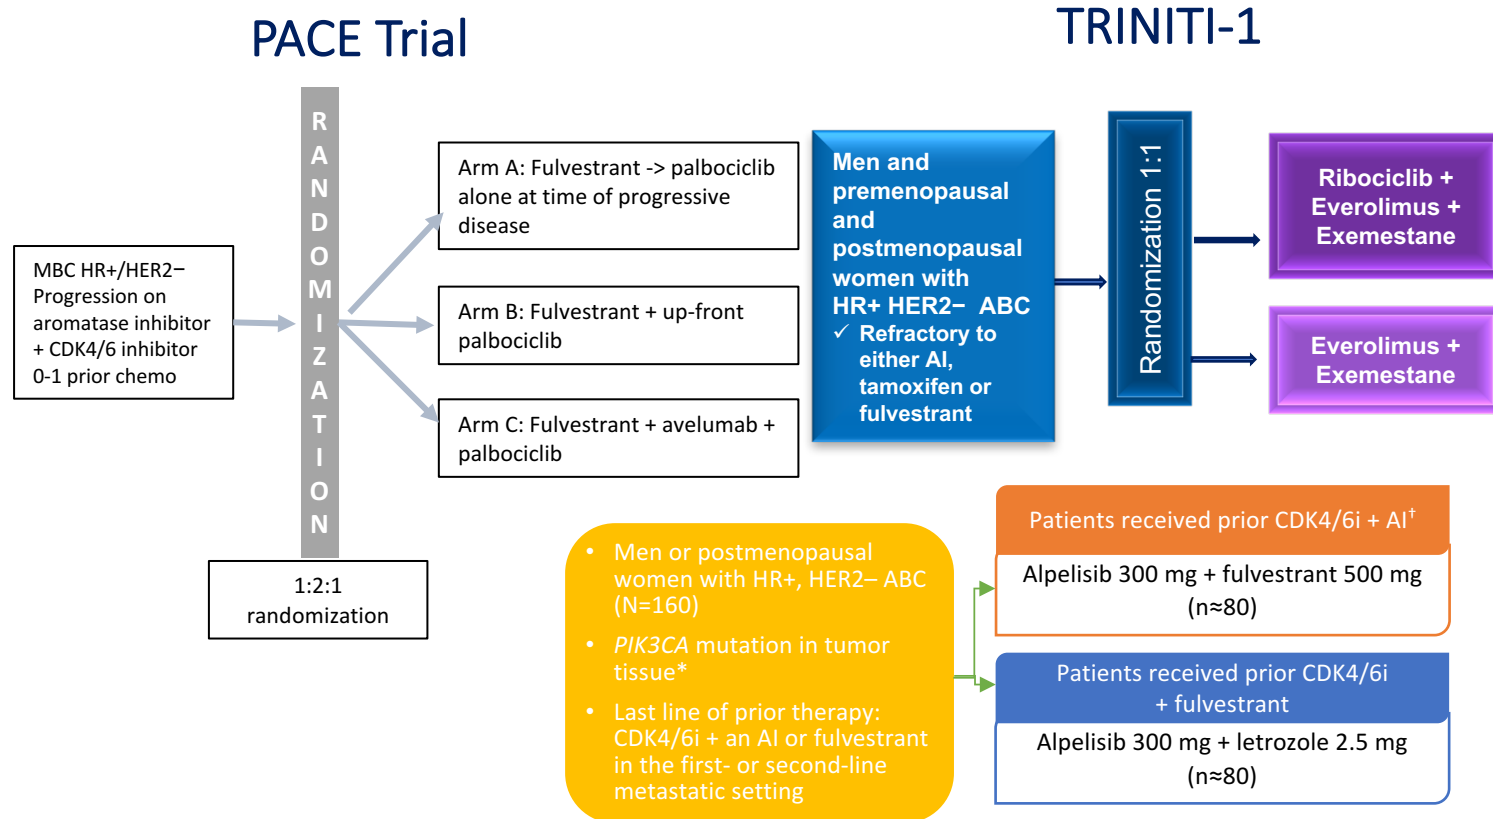 PACE Trial
TRINITI-1
MBC HR+/HER2−
Progression on
aromatase inhibitor
+ CDK4/6 inhibitor
0-1 prior chemo
RANDOMIZATION
1:2:1
randomization
Arm A: Fulvestrant -> palbociclib
alone at time of progressive
disease
Arm B: Fulvestrant + up-front
palbociclib
Arm C: Fulvestrant + avelumab +
palbociclib
Men and
premenopausal
and
postmenopausal
women with
HR+ HER2− ABC
✓ Refractory to
either AI,
tamoxifen or
fulvestrant
Randomization 1:1
Ribociclib +
Everolimus +
Exemestane
Everolimus +
Exemestane
• Men or postmenopausal
women with HR+, HER2– ABC
(N=160)
• PIK3CA mutation in tumor
tissue*
• Last line of prior therapy:
CDK4/6i + an AI or fulvestrant
in the first- or second-line
metastatic setting
Patients received prior CDK4/6i + AI†
Alpelisib 300 mg + fulvestrant 500 mg
(n≈80)
Patients received prior CDK4/6i
+ fulvestrant
Alpelisib 300 mg + letrozole 2.5 mg
(n≈80)